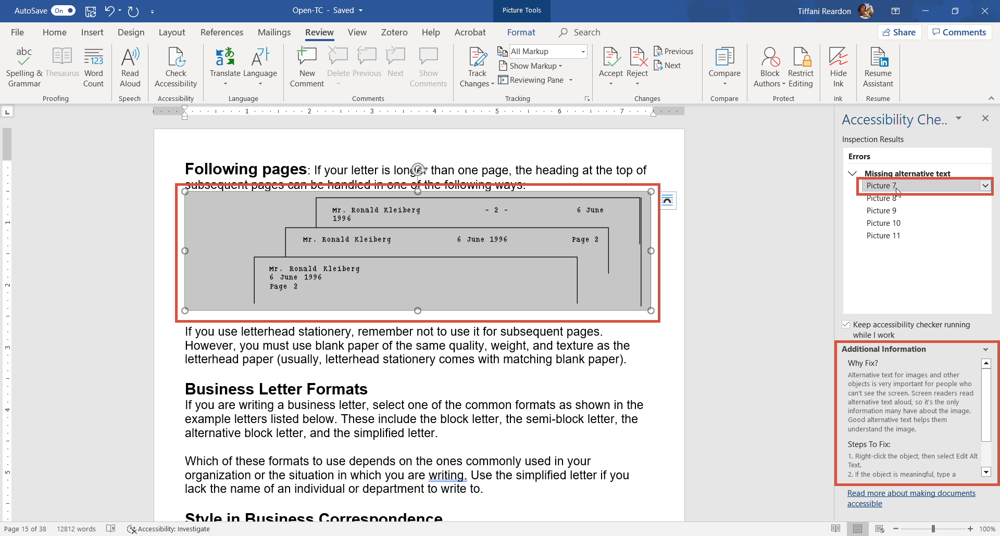 AutoSave On
Open-TC - Saved
Picture Tools
Tiffani Reardon
File Home Insert Design Layout References Mailings Review View Zotero Help Acrobat Format Search
Share Comments
abc
Spelling &
Grammar
Thesaurus
123
Word
Count
Proofing
Read
Aloud
Speech
Check
Accessibility
Accessibility
Translate
Language
Language
New
Comment
Delete
Previous
Next
Show
Comments
Comments
Track
Changes
All Markup
Show Markup
Reviewing Pane
Tracking
Accept
Reject
Previous
Next
Changes
Compare
Compare
Block
Authors
Restrict
Editing
Protect
Hide
Ink
Ink
Resume
Assistant
Resume
1 2 3 4 5 6 7
1
2
3
4
5
Following pages: If your letter is longer than one page, the heading at the top of
subsequent pages can be handled in one of the following ways:
Mr. Ronald Kleiberg - 2 - 6 June
1996
Mr. Ronald Kleiberg 6 June 1996 Page 2
Mr. Ronald Kleiberg
6 June 1996
Page 2
If you use letterhead stationery, remember not to use it for subsequent pages.
However, you must use blank paper of the same quality, weight, and texture as the
letterhead paper (usually, letterhead stationery comes with matching blank paper).
Business Letter Formats
If you are writing a business letter, select one of the common formats as shown in the
example letters listed below. These include the block letter, the semi-block letter, the
alternative block letter, and the simplified letter.
Which of these formats to use depends on the ones commonly used in your
organization or the situation in which you are writing. Use the simplified letter if you
lack the name of an individual or department to write to.
Style in Business Correspondence
Accessibility Che..
Inspection Results
Errors
Missing alternative text
Picture 7
Picture 8
Picture 9
Picture 10
Picture 11
Keep accessibility checker running
while I work
Additional Information
Why Fix?
Alternative text for images and other
objects is very important for people who
can't see the screen. Screen readers read
alternative text aloud, so it's the only
information many have about the image.
Good alternative text helps them
understand the image.
Steps To Fix:
1. Right-click the object, then select Edit Alt
Text.
2. If the object is meaningful, type a
Read more about making documents
accessible
Page 15 of 38 12812 words Accessibility: Investigate
100%